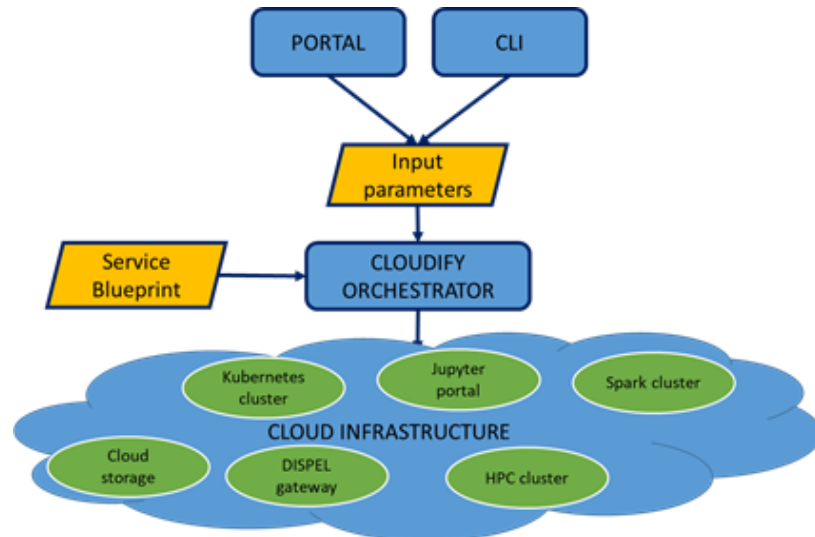 PORTAL
CLI
Input
parameters
Service
Blueprint
CLOUDIFY
ORCHESTRATOR
Kubernetes
cluster
Jupyter
portal
Spark cluster
CLOUD INFRASTRUCTURE
Cloud
storage
DISPEL
gateway
HPC cluster